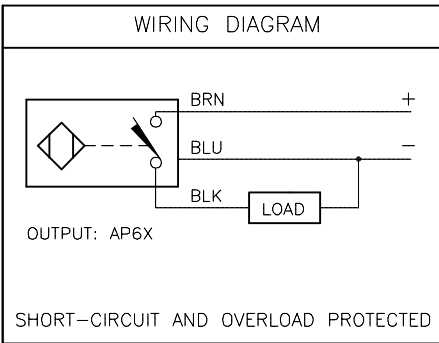 WIRING DIAGRAM
BRN +
BLU −
BLK
LOAD
OUTPUT: AP6X
SHORT-CIRCUIT AND OVERLOAD PROTECTED